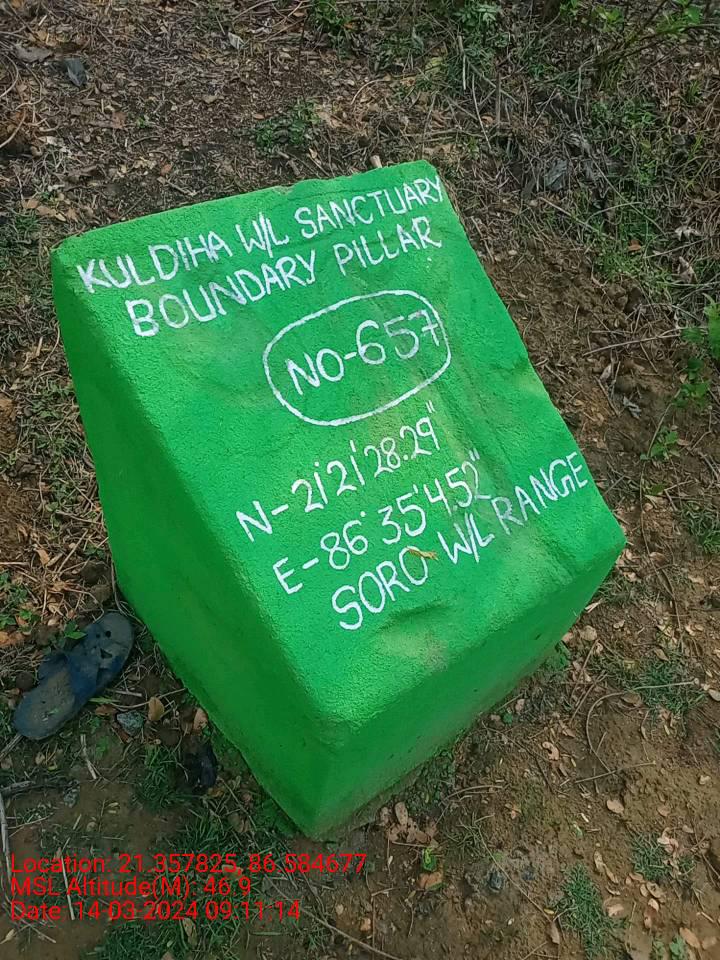 KULDIHA W/L SANCTUARY
BOUNDARY PILLAR
NO-657
N-21°21'28.29"
E-86°35'4.52"
SORO W/L RANGE
Location: 21.357825, 86.584677
MSL Altitude(M): 46.9
Date: 14-03-2024 09:11:14